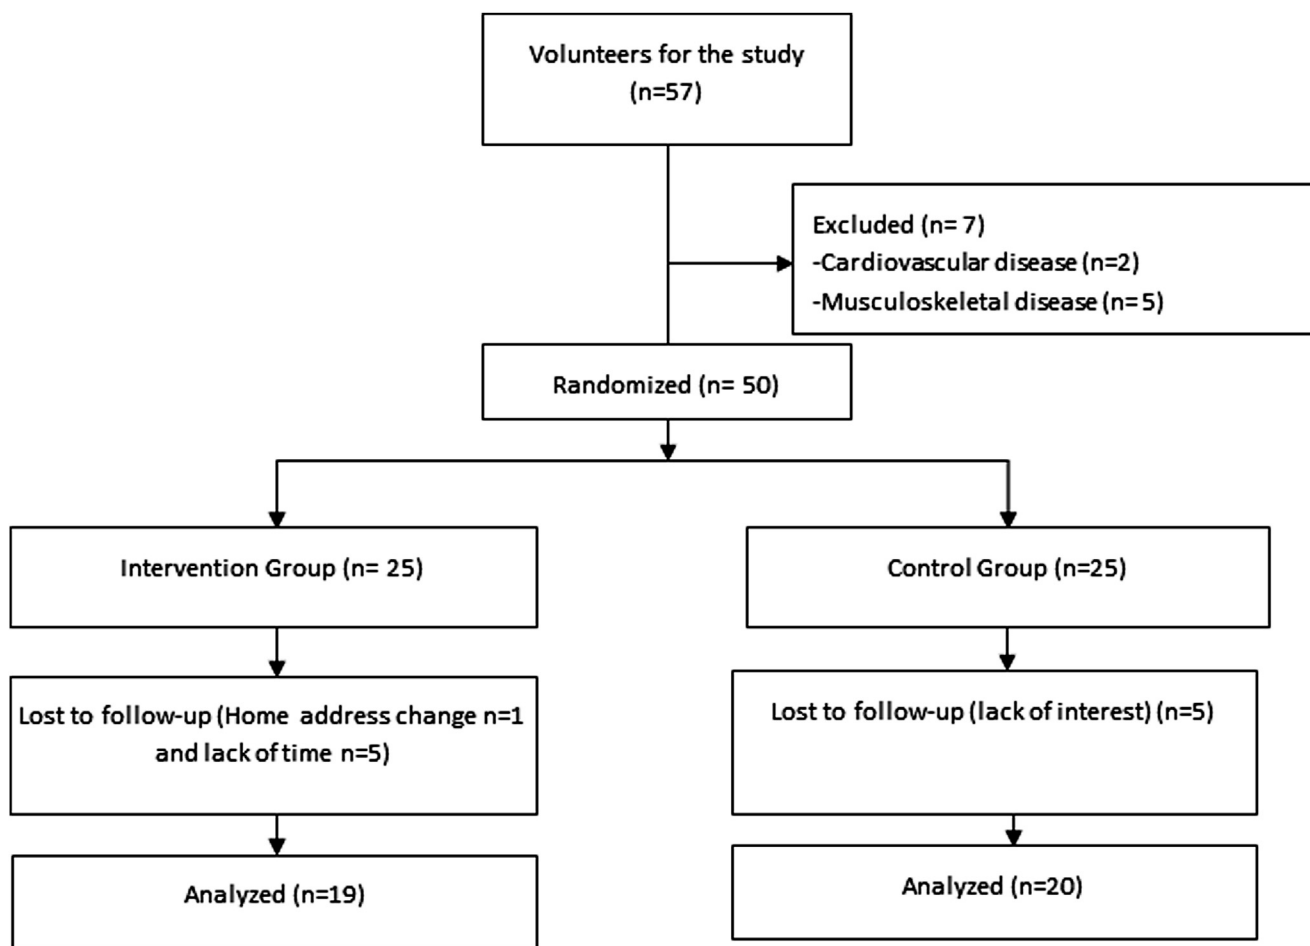 Volunteers for the study
(n=57)
Excluded (n= 7)
-Cardiovascular disease (n=2)
-Musculoskeletal disease (n= 5)
Randomized (n= 50)
Intervention Group (n= 25)
Control Group (n=25)
Lost to follow-up (Home address change n=1
and lack of time n=5)
Lost to follow-up (lack of interest) (n=5)
Analyzed (n=19)
Analyzed (n=20)